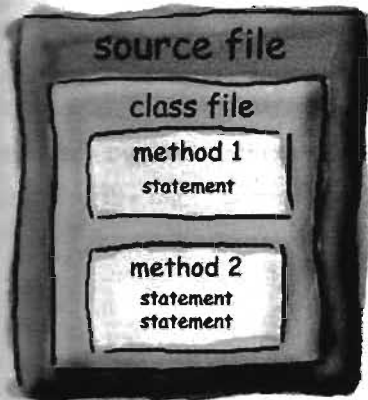 source file
class file
method 1
statement
method 2
statement
statement